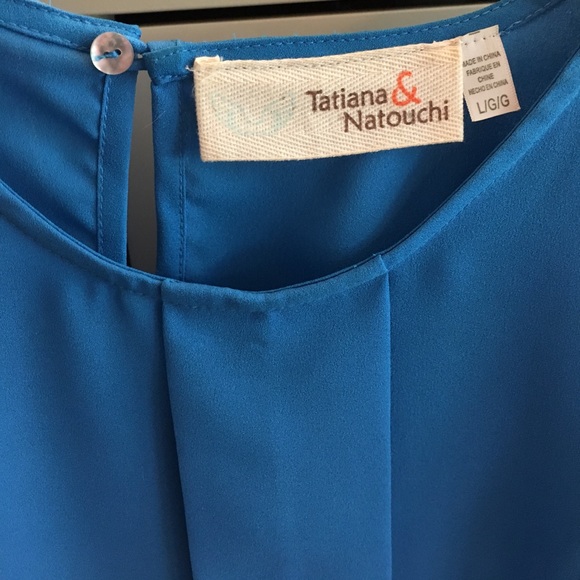 Tatiana &
Natouchi
MADE IN CHINA
FABRIQUE EN
CHINE
HECHO EN CHINA
L/G/G